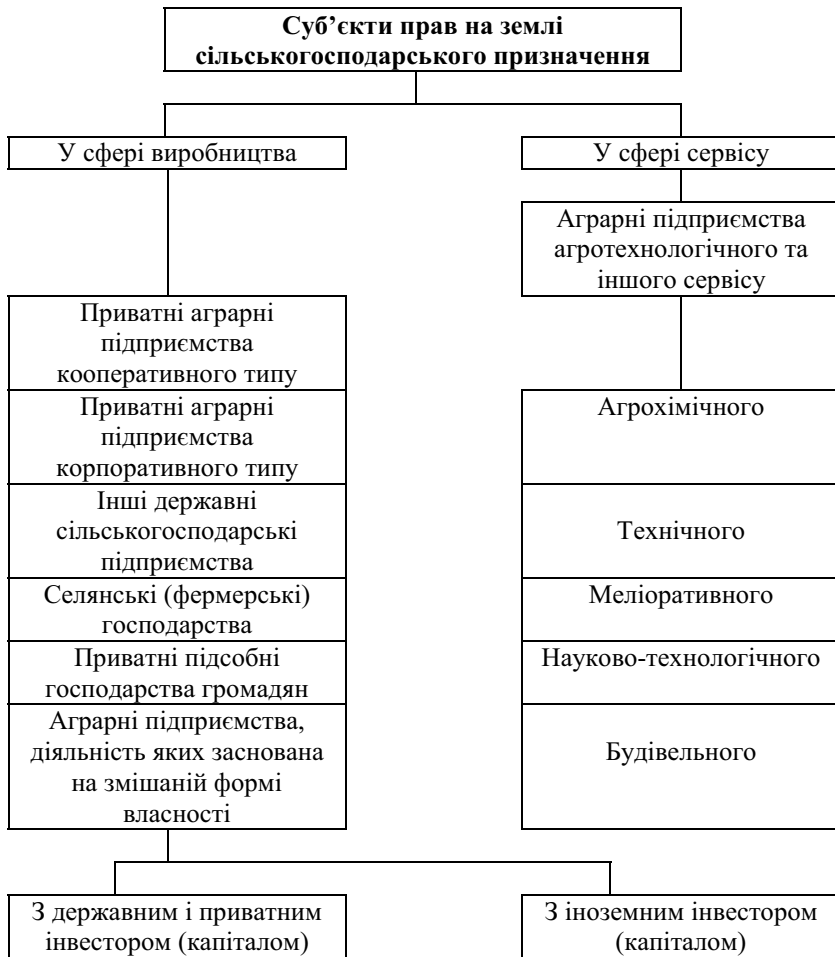 Суб’єкти прав на землі
сільськогосподарського призначення
У сфері виробництва
У сфері сервісу
Аграрні підприємства
агротехнологічного та
іншого сервісу
Приватні аграрні
підприємства
кооперативного типу
Приватні аграрні
підприємства
корпоративного типу
Агрохімічного
Інші державні
сільськогосподарські
підприємства
Технічного
Селянські (фермерські)
господарства
Меліоративного
Приватні підсобні
господарства громадян
Науково-технологічного
Аграрні підприємства,
діяльність яких заснована
на змішаній формі
власності
Будівельного
З державним і приватним
інвестором (капіталом)
З іноземним інвестором
(капіталом)